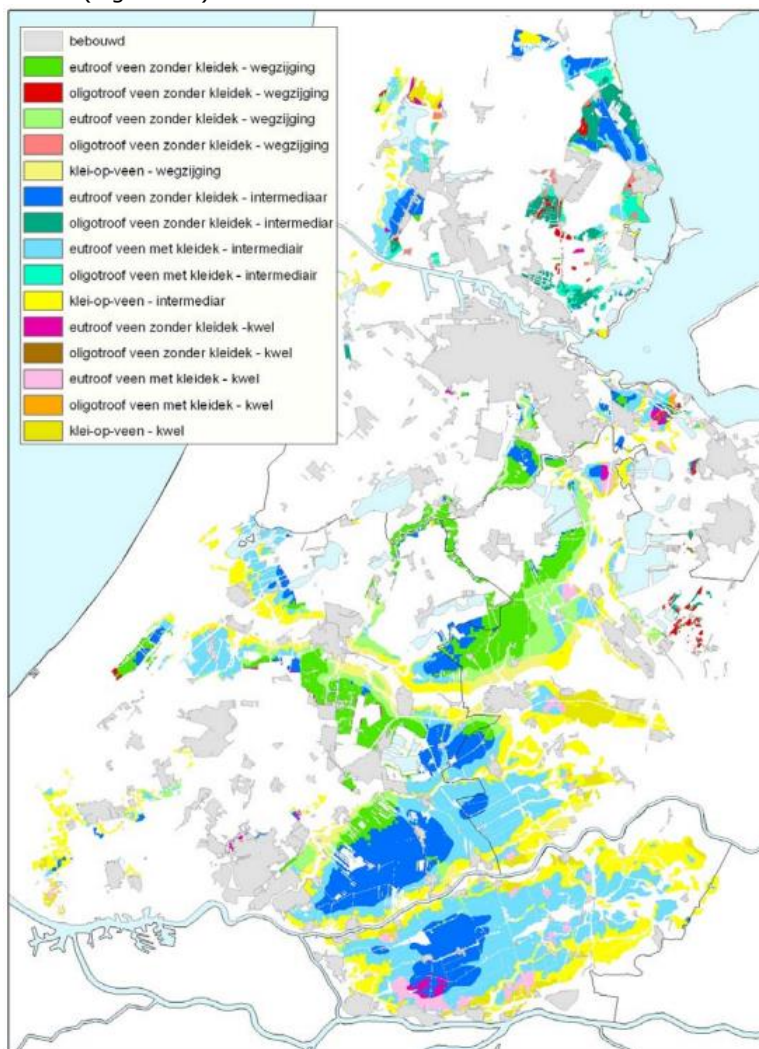 bebouwd
eutroof veen zonder kleidek - wegzijging
oligotroof veen zonder kleidek - wegzijging
eutroof veen zonder kleidek - wegzijging
oligotroof veen zonder kleidek - wegzijging
klei-op-veen - wegzijging
eutroof veen zonder kleidek - intermediaar
oligotroof veen zonder kleidek - intermediar
eutroof veen met kleidek - intermediair
oligotroof veen met kleidek - intermediair
klei-op-veen - intermediar
eutroof veen zonder kleidek -kwel
oligotroof veen zonder kleidek - kwel
eutroof veen met kleidek - kwel
oligotroof veen met kleidek - kwel
klei-op-veen - kwel